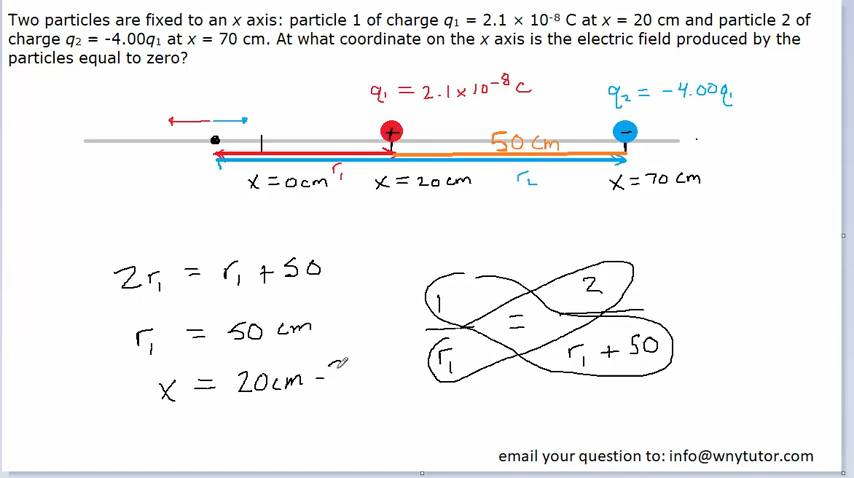 Two particles are fixed to an x axis: particle 1 of charge q₁ = 2.1 × 10⁻⁸ C at x = 20 cm and particle 2 of
charge q₂ = -4.00q₁ at x = 70 cm. At what coordinate on the x axis is the electric field produced by the
particles equal to zero?
q₁ = 2.1 x 10⁻⁸ C
q₂ = -4.00q₁
+
−
50 cm
x = 0cm
r₁
x = 20cm
r₂
x = 70 cm
2r₁ = r₁ + 50
r₁ = 50 cm
x = 20cm -
1
2
=
r₁
r₁ + 50
email your question to: info@wnytutor.com